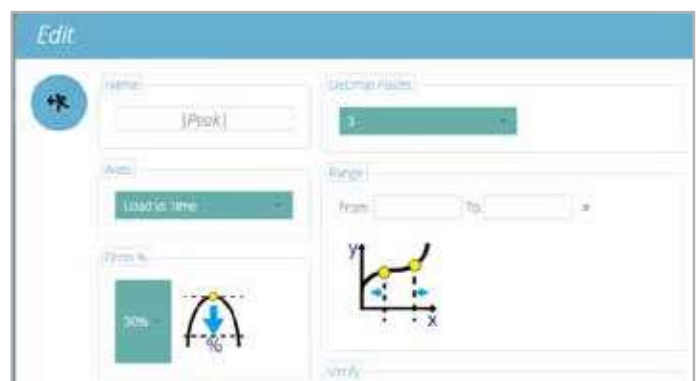 Edit
Name
|Peak|
Decimal Places
3
Axes
Load vs Time
Range
From
To
Drop %
30%
y
x
%
Verify